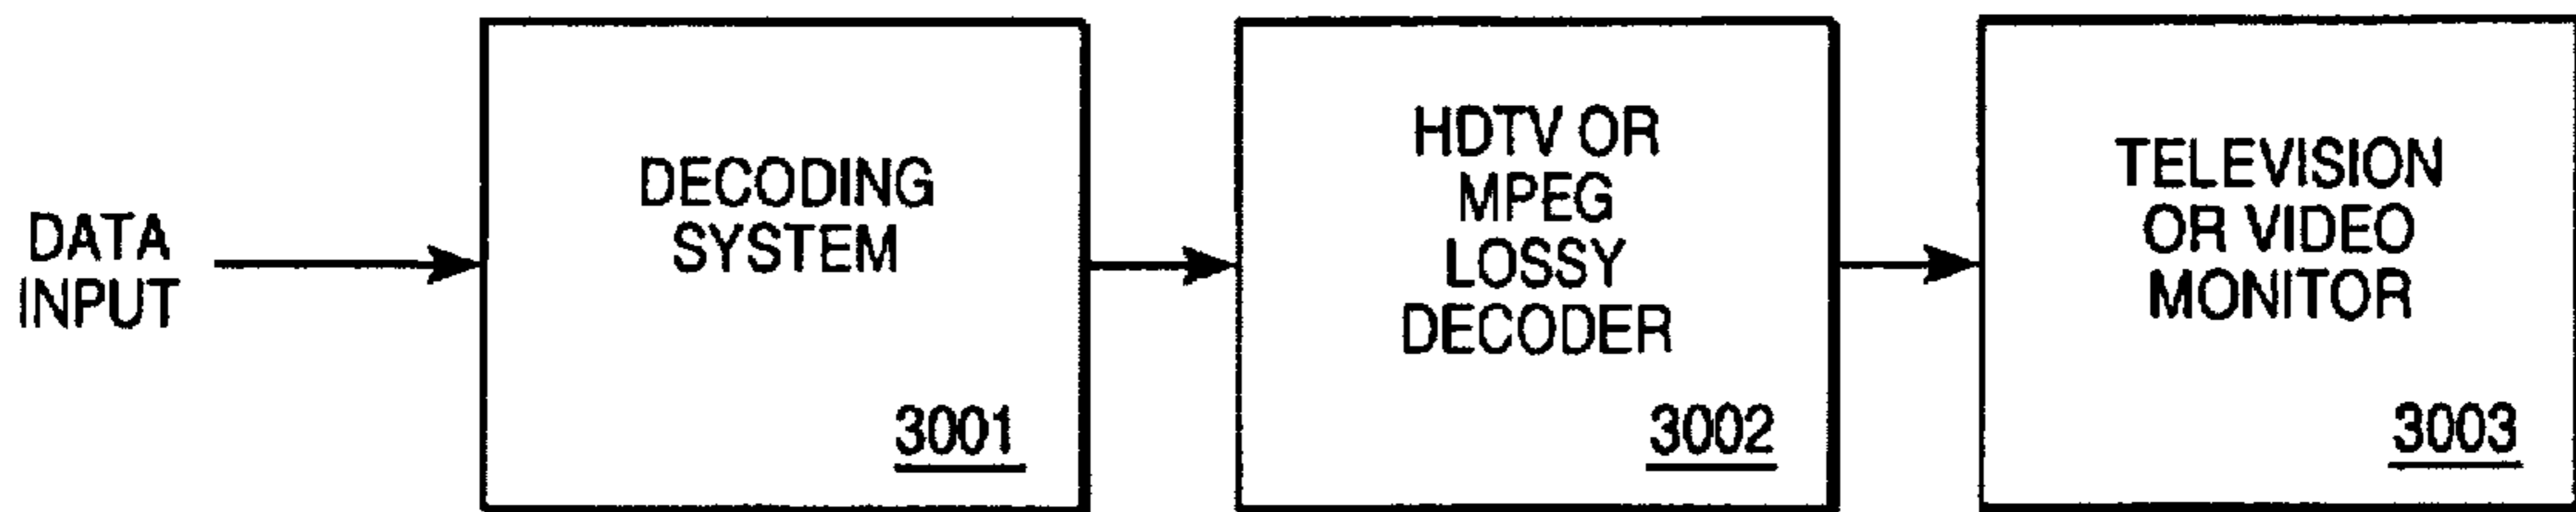 DATA
INPUT
DECODING
SYSTEM
3001
HDTV OR
MPEG
LOSSY
DECODER
3002
TELEVISION
OR VIDEO
MONITOR
3003